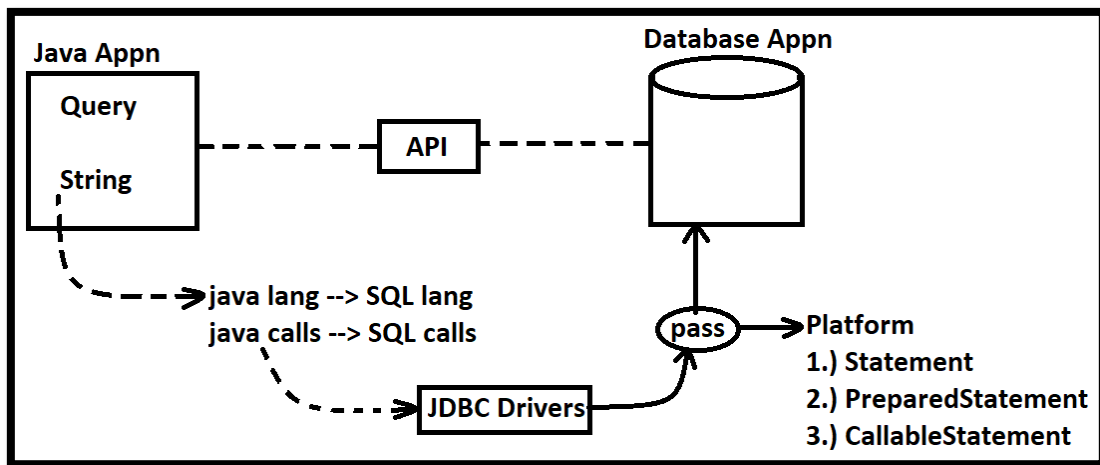 Java Appn
Database Appn
Query
API
String
java lang --> SQL lang
java calls --> SQL calls
pass
Platform
1.) Statement
JDBC Drivers
2.) PreparedStatement
3.) CallableStatement